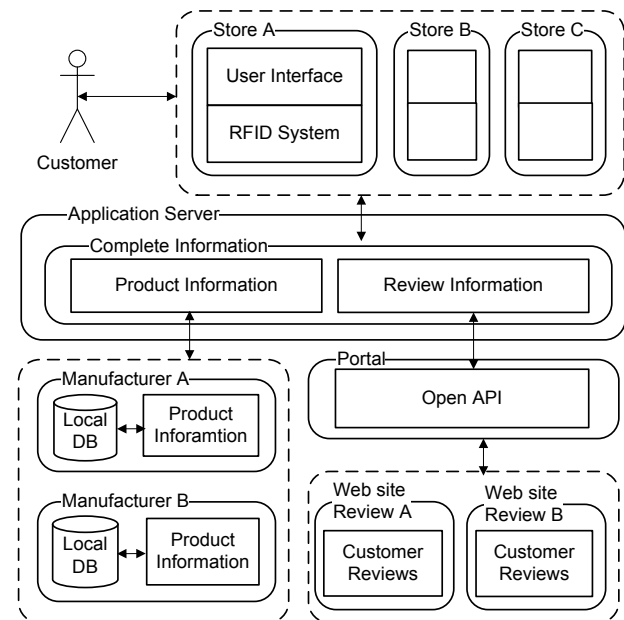 Store A
Store B
Store C
User Interface
RFID System
Customer
Application Server
Complete Information
Product Information
Review Information
Portal
Open API
Manufacturer A
Local
DB
Product
Inforamtion
Manufacturer B
Local
DB
Product
Information
Web site
Review A
Customer
Reviews
Web site
Review B
Customer
Reviews